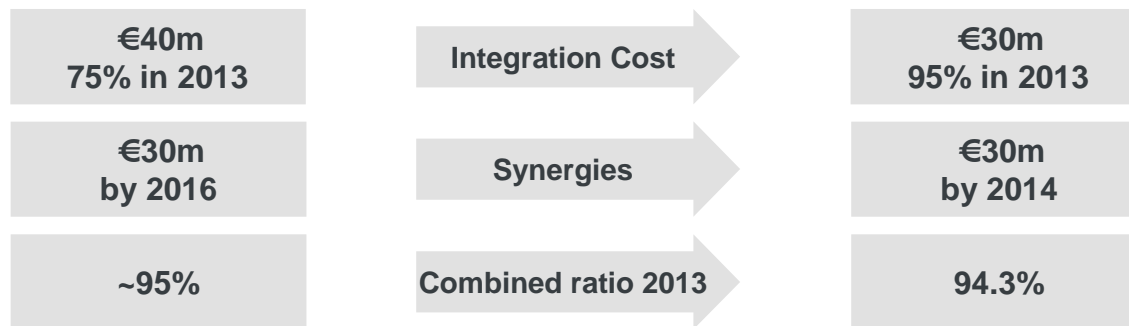 €40m
75% in 2013
Integration Cost
€30m
95% in 2013
€30m
by 2016
Synergies
€30m
by 2014
~95%
Combined ratio 2013
94.3%